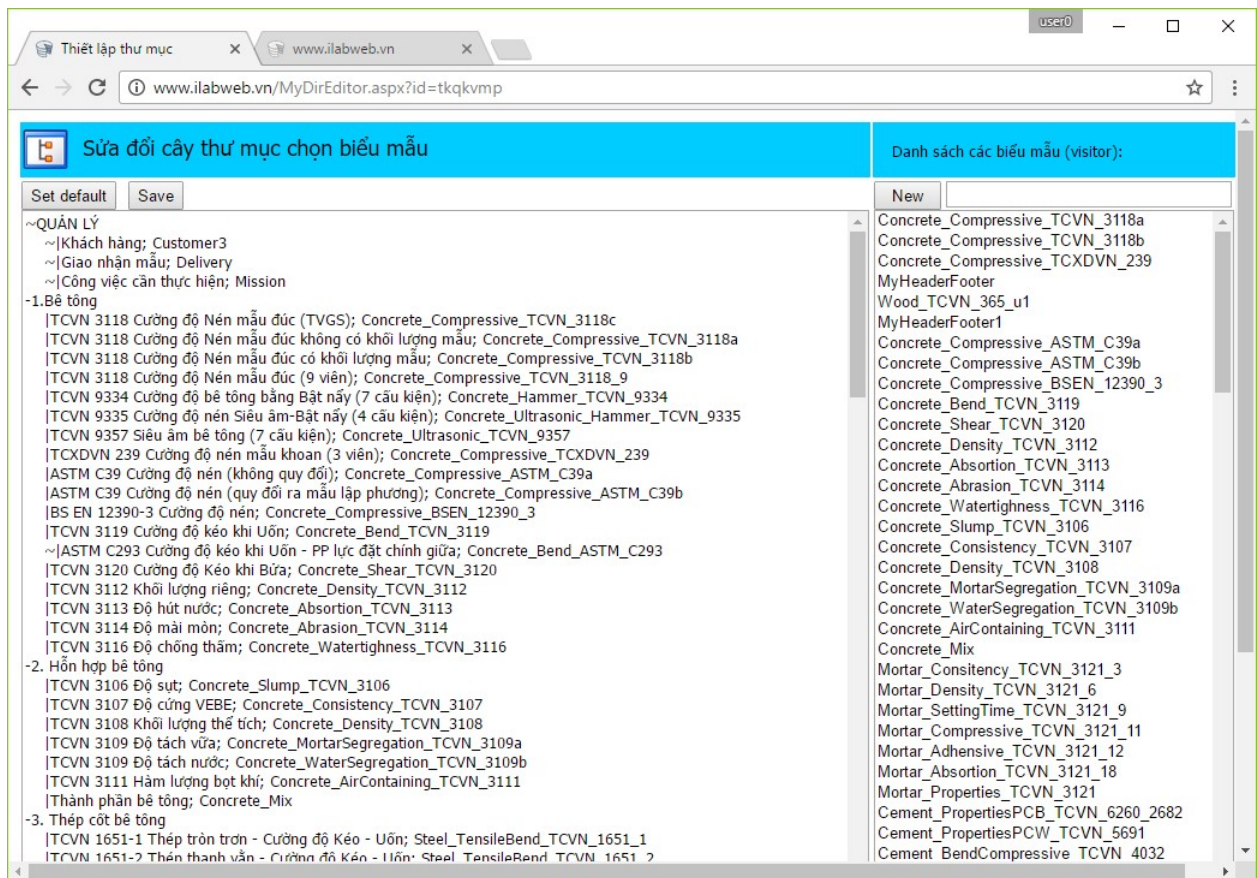 user0
Thiết lập thư mục
www.ilabweb.vn
www.ilabweb.vn/MyDirEditor.aspx?id=tkqkvmp
Sửa đổi cây thư mục chọn biểu mẫu
Danh sách các biểu mẫu (visitor):
Set default Save
New
~QUẢN LÝ
~|Khách hàng; Customer3
~|Giao nhận mẫu; Delivery
~|Công việc cần thực hiện; Mission
-1.Bê tông
|TCVN 3118 Cường độ Nén mẫu đúc (TVGS); Concrete_Compressive_TCVN_3118c
|TCVN 3118 Cường độ Nén mẫu đúc không có khối lượng mẫu; Concrete_Compressive_TCVN_3118a
|TCVN 3118 Cường độ Nén mẫu đúc có khối lượng mẫu; Concrete_Compressive_TCVN_3118b
|TCVN 3118 Cường độ Nén mẫu đúc (9 viên); Concrete_Compressive_TCVN_3118_9
|TCVN 9334 Cường độ bê tông bằng Bật nẩy (7 cấu kiện); Concrete_Hammer_TCVN_9334
|TCVN 9335 Cường độ nén Siêu âm-Bật nẩy (4 cấu kiện); Concrete_Ultrasonic_Hammer_TCVN_9335
|TCVN 9357 Siêu âm bê tông (7 cấu kiện); Concrete_Ultrasonic_TCVN_9357
|TCXDVN 239 Cường độ nén mẫu khoan (3 viên); Concrete_Compressive_TCXDVN_239
|ASTM C39 Cường độ nén (không quy đổi); Concrete_Compressive_ASTM_C39a
|ASTM C39 Cường độ nén (quy đổi ra mẫu lập phương); Concrete_Compressive_ASTM_C39b
|BS EN 12390-3 Cường độ nén; Concrete_Compressive_BSEN_12390_3
|TCVN 3119 Cường độ kéo khi Uốn; Concrete_Bend_TCVN_3119
~|ASTM C293 Cường độ kéo khi Uốn - PP lực đặt chính giữa; Concrete_Bend_ASTM_C293
|TCVN 3120 Cường độ Kéo khi Bửa; Concrete_Shear_TCVN_3120
|TCVN 3112 Khối lượng riêng; Concrete_Density_TCVN_3112
|TCVN 3113 Độ hút nước; Concrete_Absortion_TCVN_3113
|TCVN 3114 Độ mài mòn; Concrete_Abrasion_TCVN_3114
|TCVN 3116 Độ chống thấm; Concrete_Watertighness_TCVN_3116
-2. Hỗn hợp bê tông
|TCVN 3106 Độ sụt; Concrete_Slump_TCVN_3106
|TCVN 3107 Độ cứng VEBE; Concrete_Consistency_TCVN_3107
|TCVN 3108 Khối lượng thể tích; Concrete_Density_TCVN_3108
|TCVN 3109 Độ tách vữa; Concrete_MortarSegregation_TCVN_3109a
|TCVN 3109 Độ tách nước; Concrete_WaterSegregation_TCVN_3109b
|TCVN 3111 Hàm lượng bọt khí; Concrete_AirContaining_TCVN_3111
|Thành phần bê tông; Concrete_Mix
-3. Thép cốt bê tông
|TCVN 1651-1 Thép tròn trơn - Cường độ Kéo - Uốn; Steel_TensileBend_TCVN_1651_1
|TCVN 1651-2 Thép thanh vằn - Cường độ Kéo - Uốn; Steel_TensileBend_TCVN_1651_2
Concrete_Compressive_TCVN_3118a
Concrete_Compressive_TCVN_3118b
Concrete_Compressive_TCXDVN_239
MyHeaderFooter
Wood_TCVN_365_u1
MyHeaderFooter1
Concrete_Compressive_ASTM_C39a
Concrete_Compressive_ASTM_C39b
Concrete_Compressive_BSEN_12390_3
Concrete_Bend_TCVN_3119
Concrete_Shear_TCVN_3120
Concrete_Density_TCVN_3112
Concrete_Absortion_TCVN_3113
Concrete_Abrasion_TCVN_3114
Concrete_Watertighness_TCVN_3116
Concrete_Slump_TCVN_3106
Concrete_Consistency_TCVN_3107
Concrete_Density_TCVN_3108
Concrete_MortarSegregation_TCVN_3109a
Concrete_WaterSegregation_TCVN_3109b
Concrete_AirContaining_TCVN_3111
Concrete_Mix
Mortar_Consitency_TCVN_3121_3
Mortar_Density_TCVN_3121_6
Mortar_SettingTime_TCVN_3121_9
Mortar_Compressive_TCVN_3121_11
Mortar_Adhensive_TCVN_3121_12
Mortar_Absortion_TCVN_3121_18
Mortar_Properties_TCVN_3121
Cement_PropertiesPCB_TCVN_6260_2682
Cement_PropertiesPCW_TCVN_5691
Cement_BendCompressive_TCVN_4032